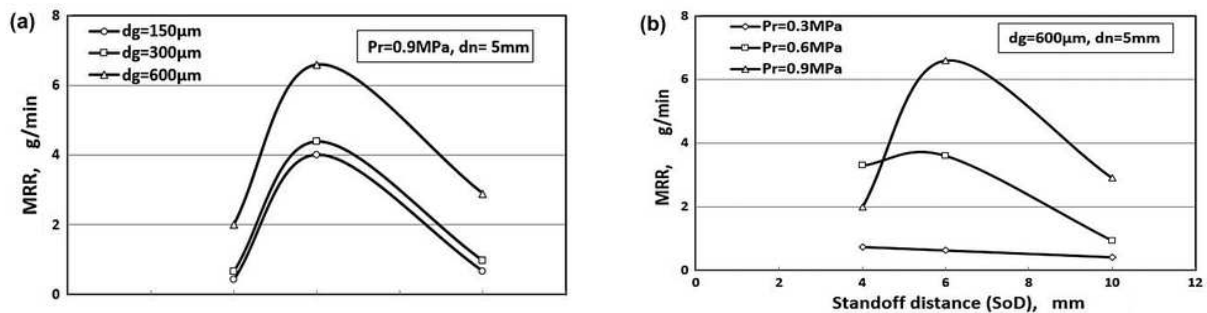 (a)
dg=150µm
dg=300µm
dg=600µm
Pr=0.9MPa, dn= 5mm
MRR, g/min
8
6
4
2
0
(b)
Pr=0.3MPa
Pr=0.6MPa
Pr=0.9MPa
dg=600µm, dn=5mm
MRR, g/min
8
6
4
2
0
0 2 4 6 8 10 12
Standoff distance (SoD), mm